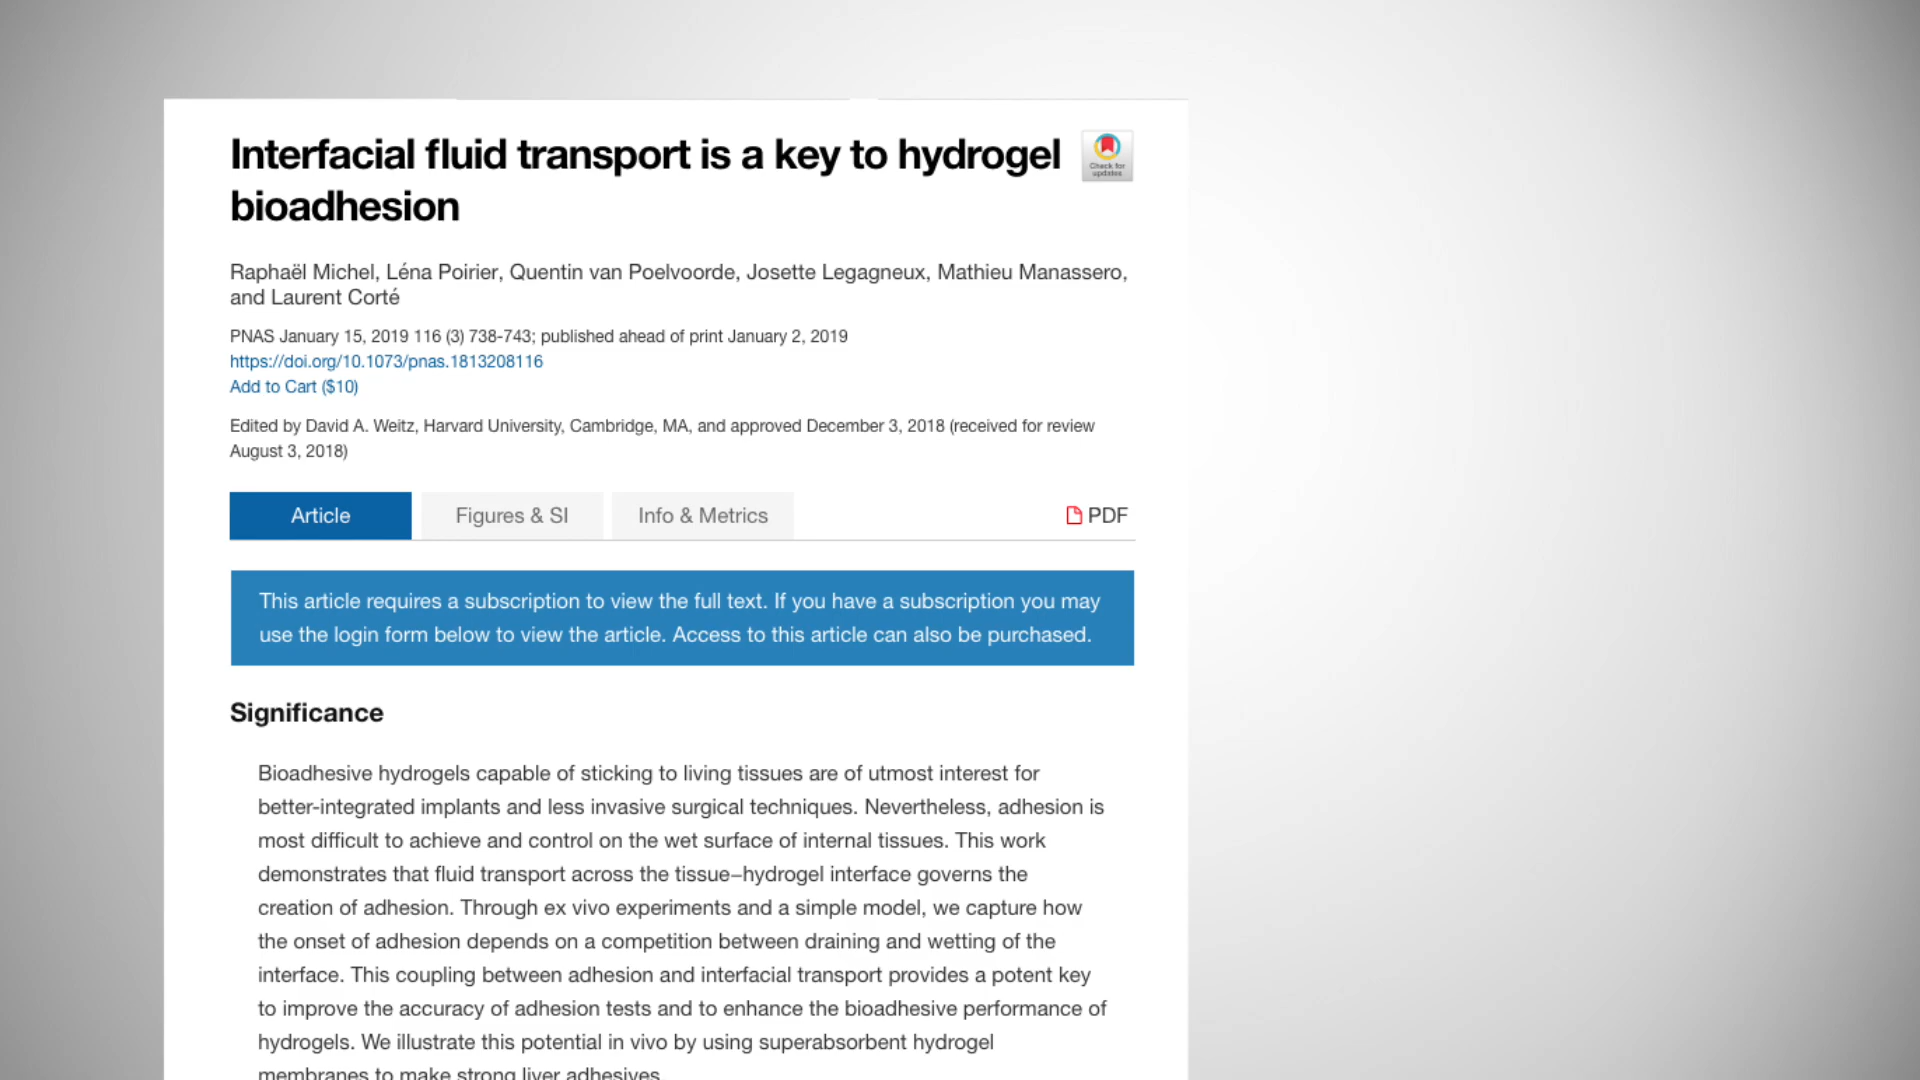 Interfacial fluid transport is a key to hydrogel
bioadhesion
Check for
updates
Raphaël Michel, Léna Poirier, Quentin van Poelvoorde, Josette Legagneux, Mathieu Manassero,
and Laurent Corté
PNAS January 15, 2019 116 (3) 738-743; published ahead of print January 2, 2019
https://doi.org/10.1073/pnas.1813208116
Add to Cart ($10)
Edited by David A. Weitz, Harvard University, Cambridge, MA, and approved December 3, 2018 (received for review
August 3, 2018)
Article Figures & SI Info & Metrics PDF
This article requires a subscription to view the full text. If you have a subscription you may
use the login form below to view the article. Access to this article can also be purchased.
Significance
Bioadhesive hydrogels capable of sticking to living tissues are of utmost interest for
better-integrated implants and less invasive surgical techniques. Nevertheless, adhesion is
most difficult to achieve and control on the wet surface of internal tissues. This work
demonstrates that fluid transport across the tissue–hydrogel interface governs the
creation of adhesion. Through ex vivo experiments and a simple model, we capture how
the onset of adhesion depends on a competition between draining and wetting of the
interface. This coupling between adhesion and interfacial transport provides a potent key
to improve the accuracy of adhesion tests and to enhance the bioadhesive performance of
hydrogels. We illustrate this potential in vivo by using superabsorbent hydrogel
membranes to make strong liver adhesives.